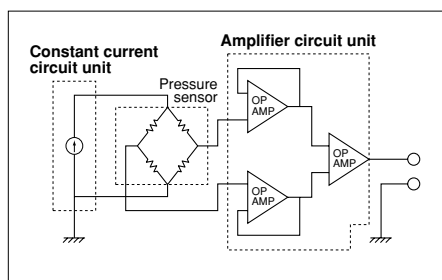 Constant current
circuit unit
Amplifier circuit unit
Pressure
sensor
OP
AMP
OP
AMP
OP
AMP